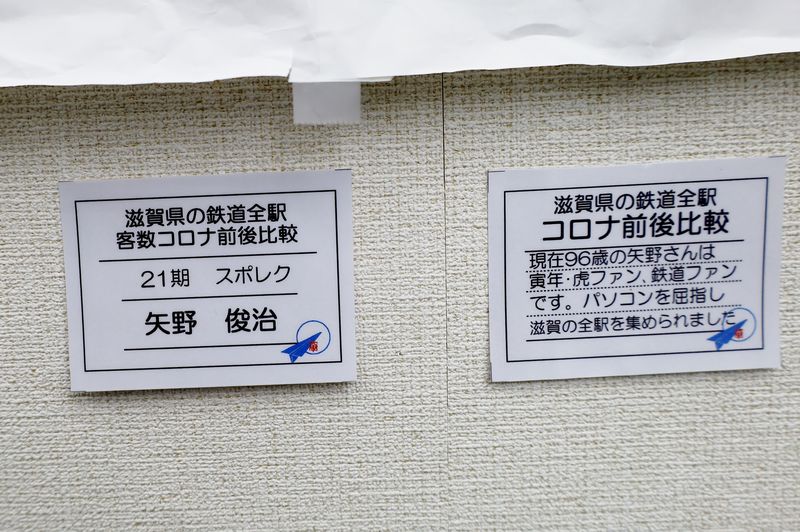 滋賀県の鉄道全駅
客数コロナ前後比較
21期 スポレク
矢野 俊治
滋賀県の鉄道全駅
コロナ前後比較
現在96歳の矢野さんは
寅年・虎ファン、鉄道ファン
です。パソコンを屈指し
滋賀の全駅を集められました